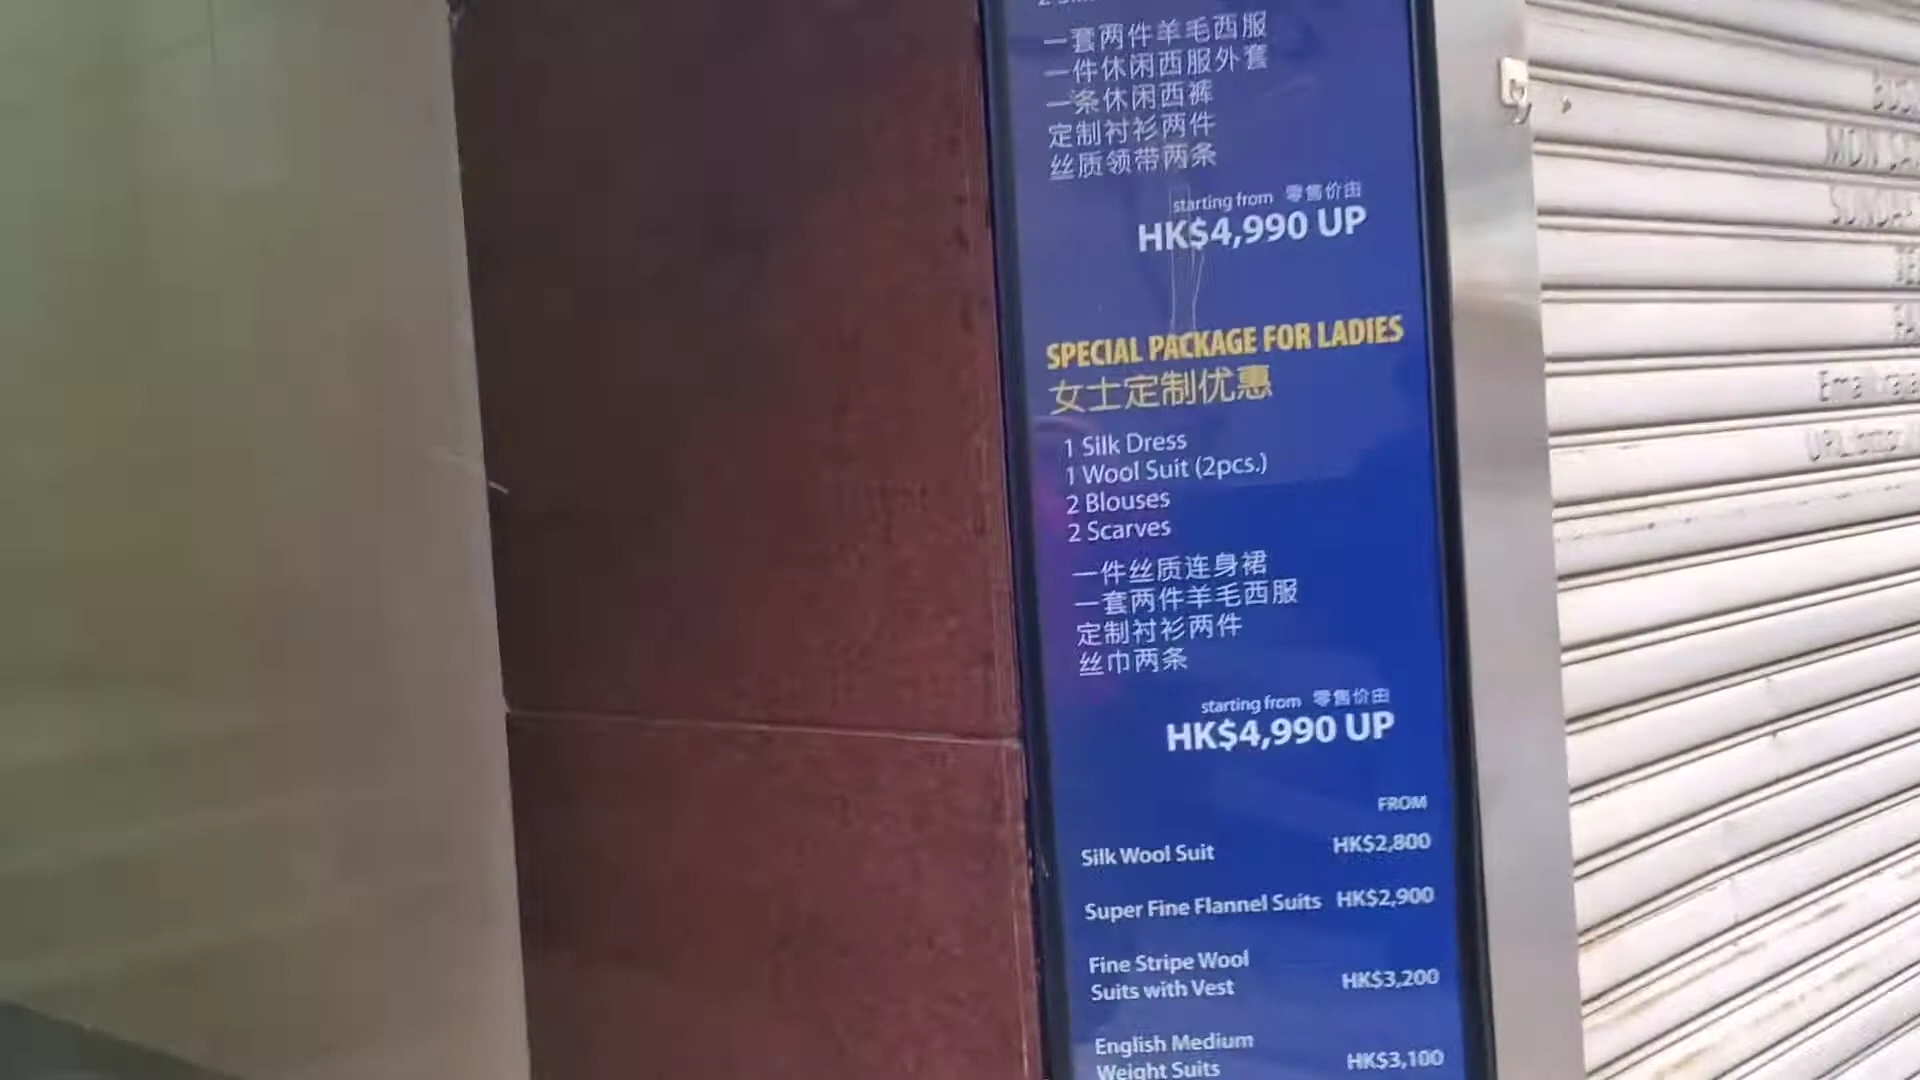 一套两件羊毛西服
一件休闲西服外套
一条休闲西裤
定制衬衫两件
丝质领带两条
starting from 零售价由
HK$4,990 UP
SPECIAL PACKAGE FOR LADIES
女士定制优惠
1 Silk Dress
1 Wool Suit (2pcs.)
2 Blouses
2 Scarves
一件丝质连身裙
一套两件羊毛西服
定制衬衫两件
丝巾两条
starting from 零售价由
HK$4,990 UP
FROM
Silk Wool Suit HK$2,800
Super Fine Flannel Suits HK$2,900
Fine Stripe Wool
Suits with Vest HK$3,200
English Medium
Weight Suits HK$3,100
MON